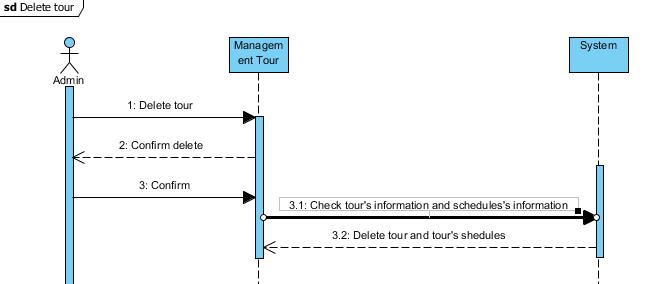 sd Delete tour
Managem
ent Tour
System
Admin
1: Delete tour
2: Confirm delete
3: Confirm
3.1: Check tour's information and schedules's information
3.2: Delete tour and tour's shedules